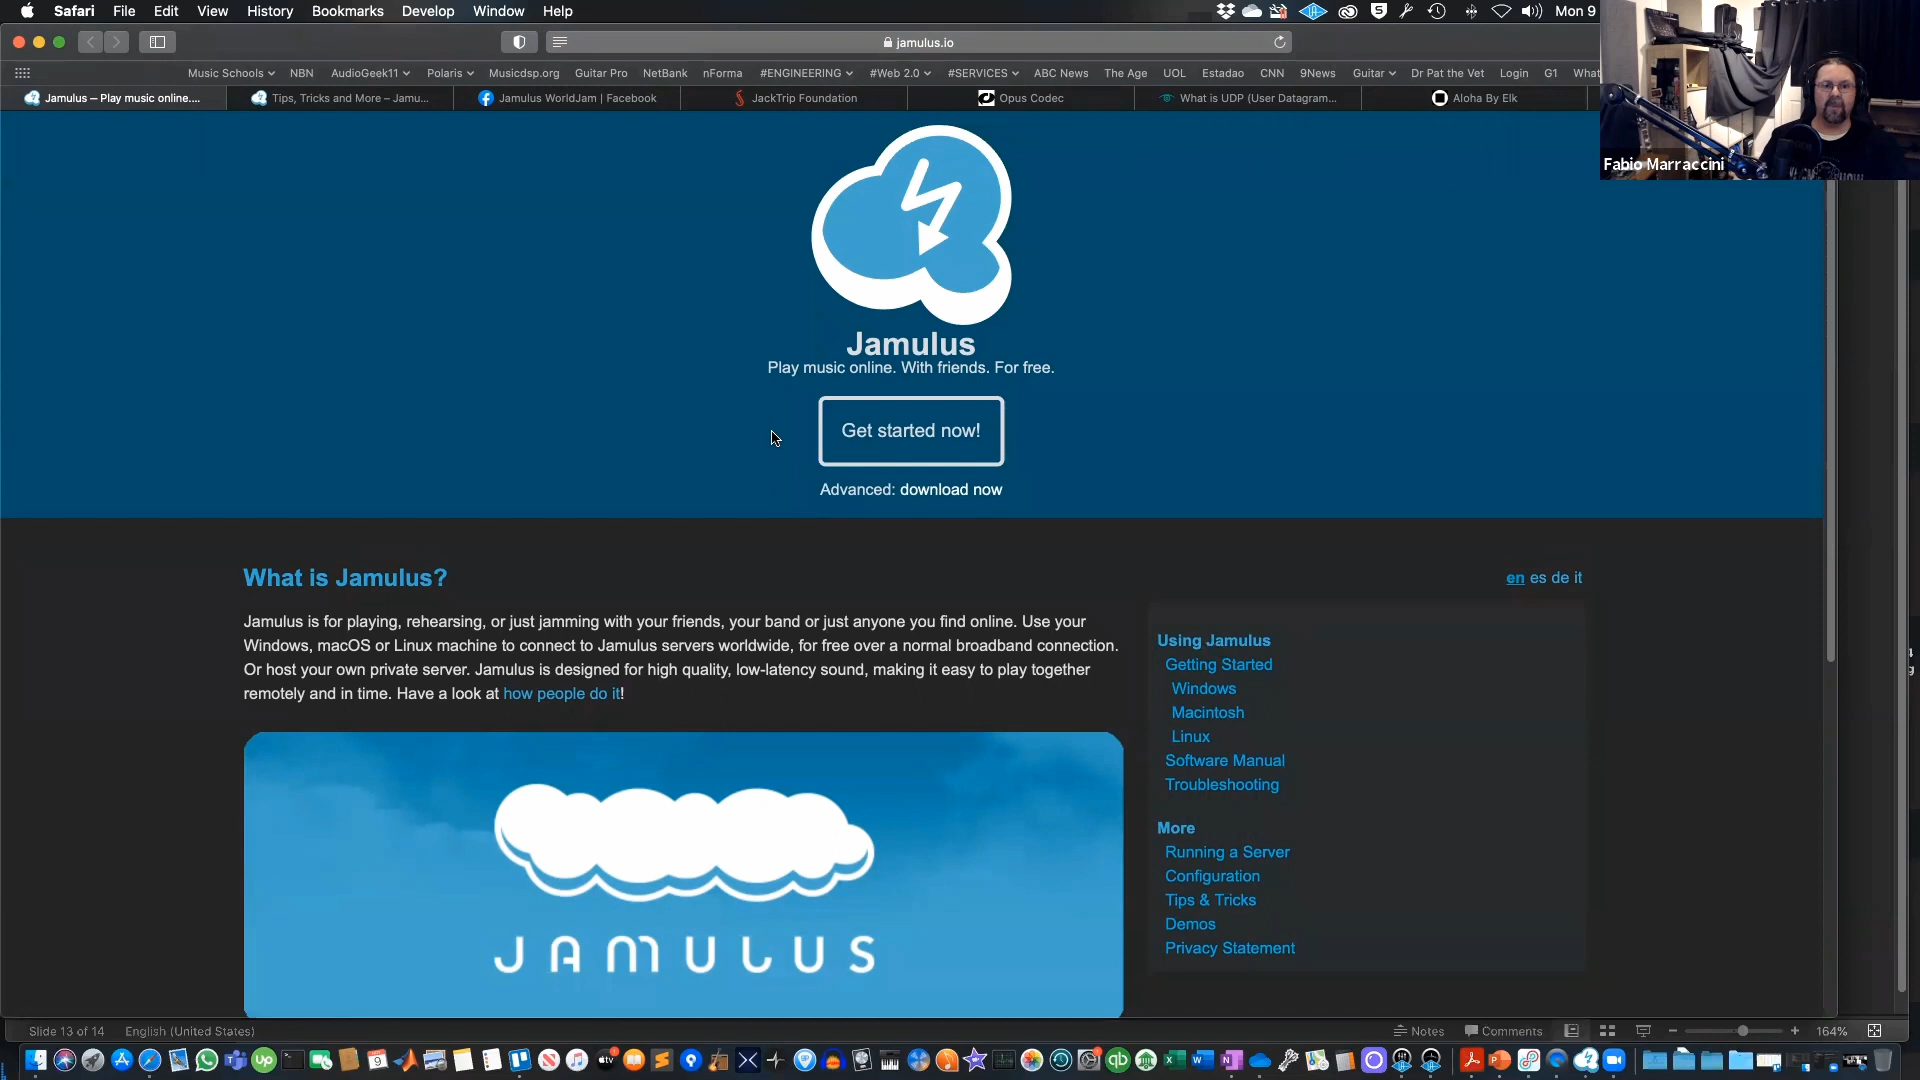 Safari File Edit View History Bookmarks Develop Window Help
Mon 9
jamulus.io
Music Schools NBN AudioGeek11 Polaris Musicdsp.org Guitar Pro NetBank nForma #ENGINEERING #Web 2.0 #SERVICES ABC News The Age UOL Estadao CNN 9News Guitar Dr Pat the Vet Login G1 What
Jamulus – Play music online.... Tips, Tricks and More – Jamu... Jamulus WorldJam | Facebook JackTrip Foundation Opus Codec What is UDP (User Datagram... Aloha By Elk
Fabio Marraccini
Jamulus
Play music online. With friends. For free.
Get started now!
Advanced: download now
What is Jamulus?
en es de it
Jamulus is for playing, rehearsing, or just jamming with your friends, your band or just anyone you find online. Use your
Windows, macOS or Linux machine to connect to Jamulus servers worldwide, for free over a normal broadband connection.
Or host your own private server. Jamulus is designed for high quality, low-latency sound, making it easy to play together
remotely and in time. Have a look at how people do it!
Using Jamulus
Getting Started
Windows
Macintosh
Linux
Software Manual
Troubleshooting
More
Running a Server
Configuration
Tips & Tricks
Demos
Privacy Statement
JAMULUS
Slide 13 of 14 English (United States)
Notes Comments 164%